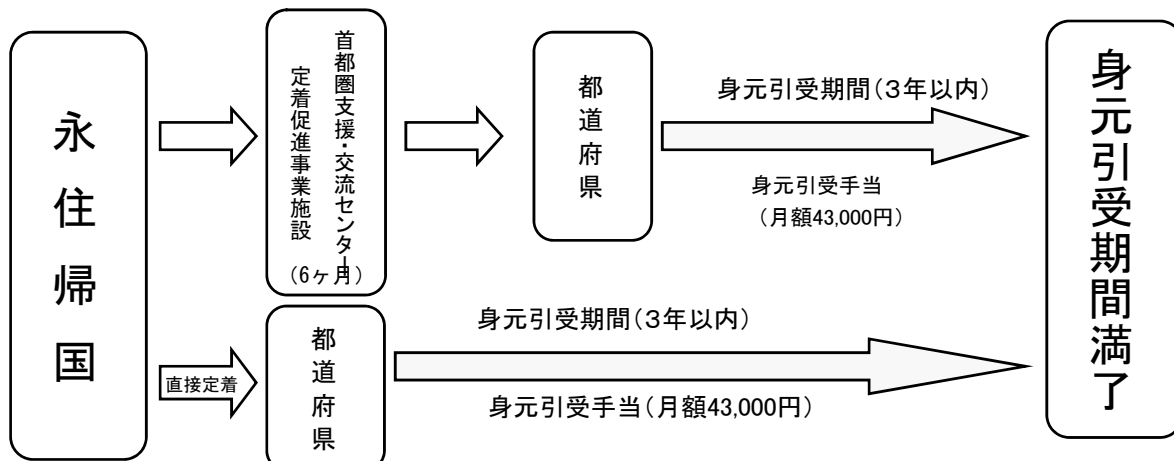 永住帰国
首都圏支援・交流センター
定着促進事業施設
(6ヶ月)
都道府県
身元引受期間(3年以内)
身元引受手当
(月額43,000円)
直接定着
都道府県
身元引受期間(3年以内)
身元引受手当(月額43,000円)
身元引受期間満了